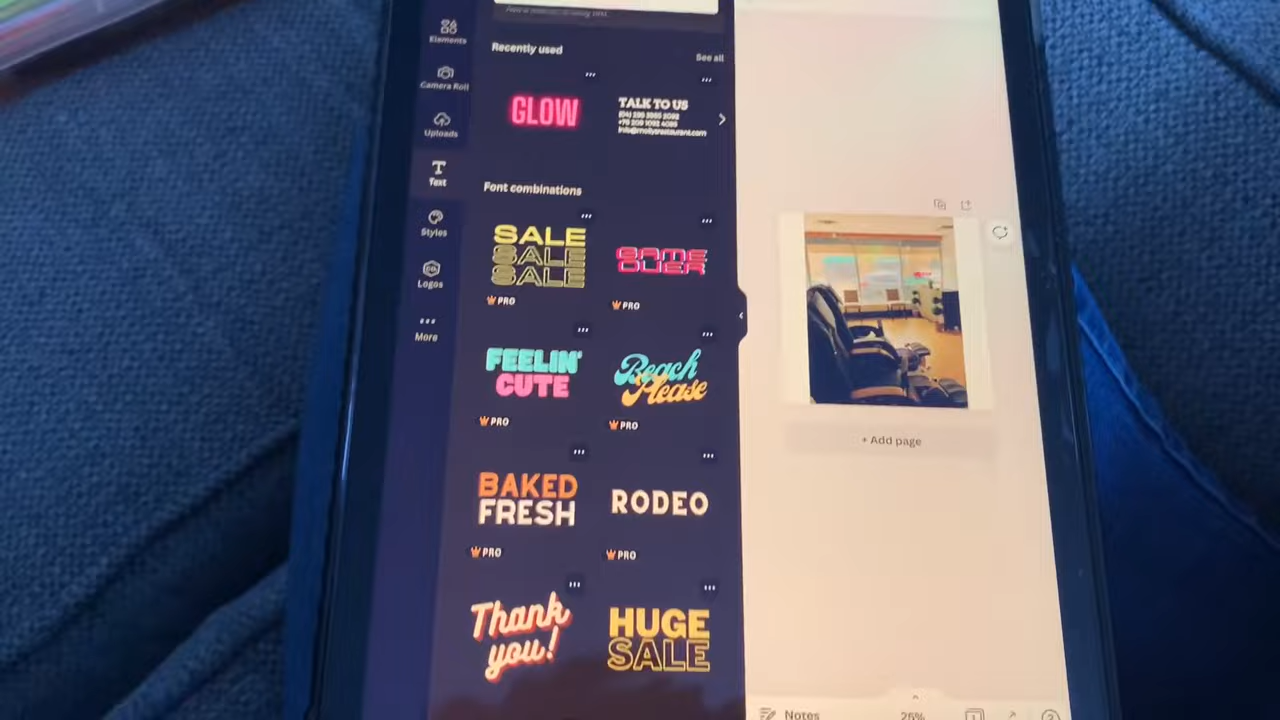 Elements
Camera Roll
Uploads
Text
Styles
Logos
More
Recently used
See all
GLOW
TALK TO US
Font combinations
SALE
SALE
SALE
PRO
GAME
OVER
PRO
FEELIN'
CUTE
PRO
Beach
Please
PRO
BAKED
FRESH
PRO
RODEO
PRO
Thank
you!
HUGE
SALE
+ Add page
Notes
25%